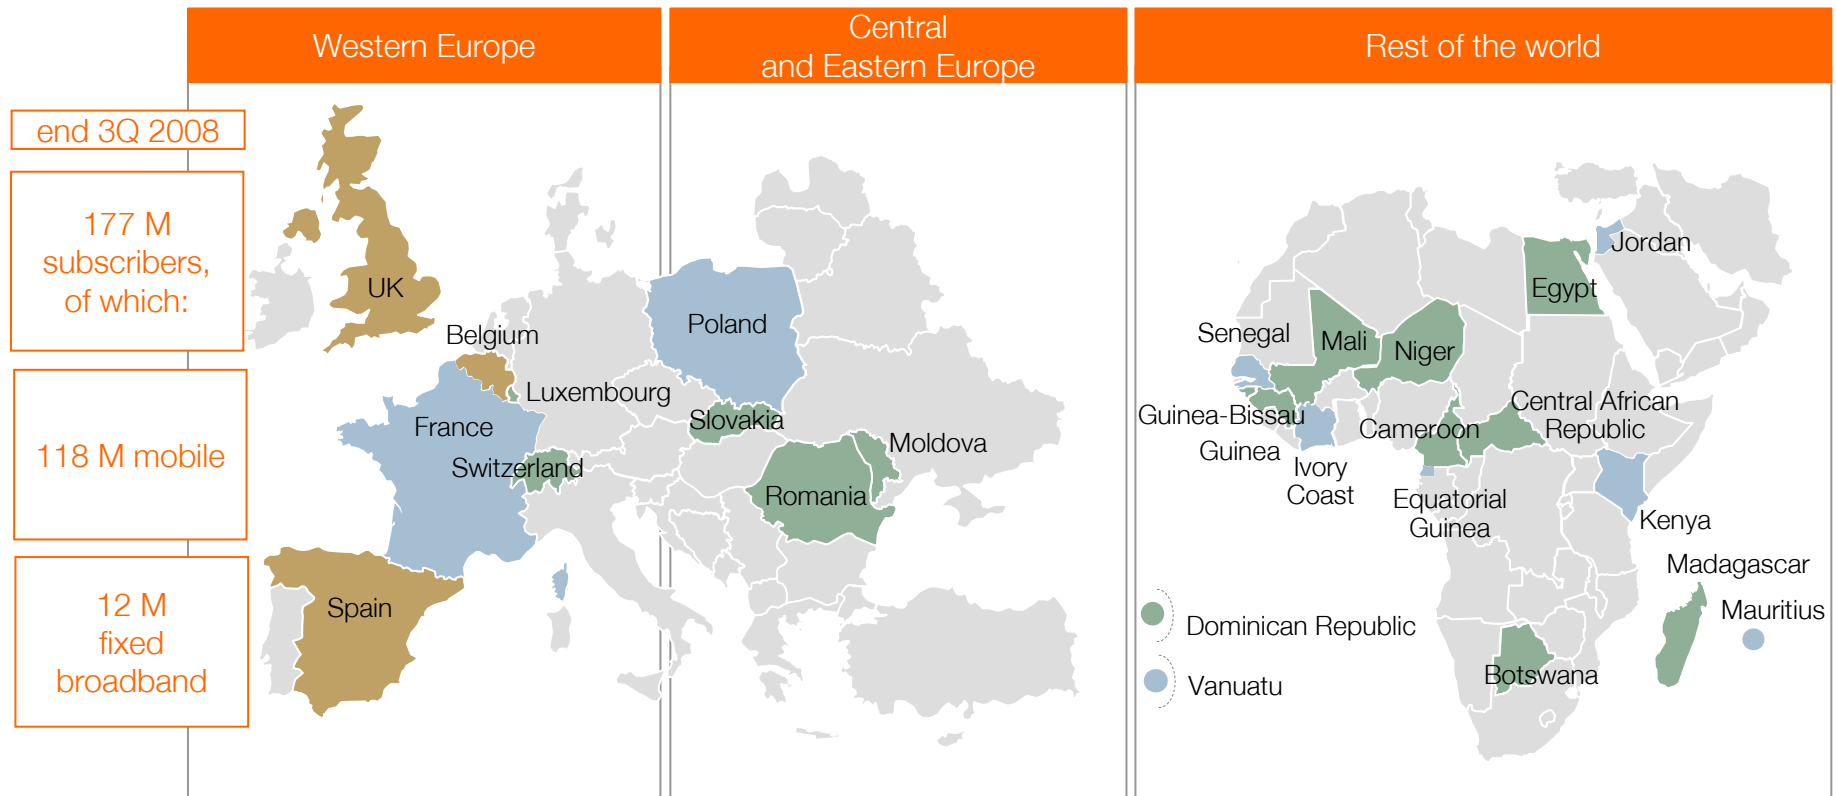 Western Europe
Central
and Eastern Europe
Rest of the world
end 3Q 2008
177 M
subscribers,
of which:
118 M mobile
12 M
fixed
broadband
UK
Belgium
Luxembourg
France
Switzerland
Spain
Poland
Slovakia
Moldova
Romania
Jordan
Egypt
Senegal
Mali
Niger
Guinea-Bissau
Guinea
Ivory
Coast
Cameroon
Central African
Republic
Equatorial
Guinea
Kenya
Madagascar
Mauritius
Botswana
Dominican Republic
Vanuatu